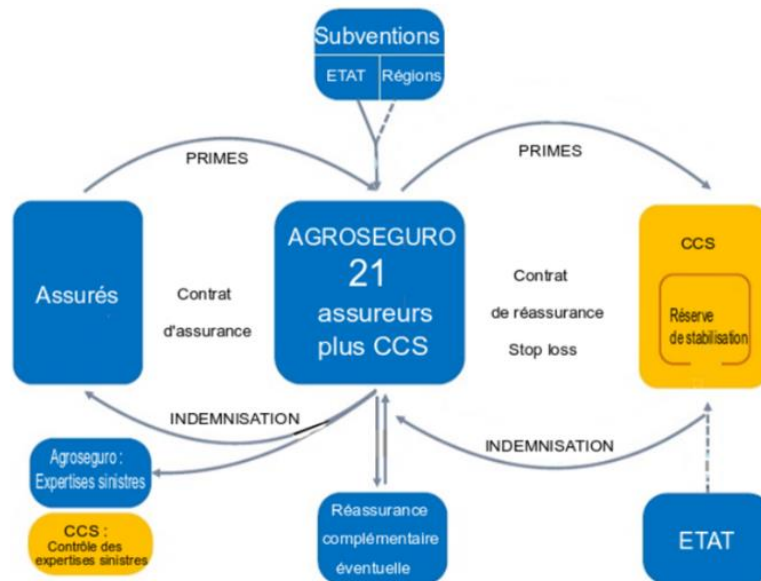 Subventions
ETAT
Régions
PRIMES
PRIMES
Assurés
Contrat
d'assurance
AGROSEGURO
21
assureurs
plus CCS
Contrat
de réassurance
Stop loss
CCS
Réserve
de stabilisation
INDEMNISATION
INDEMNISATION
Agroseguro :
Expertises sinistres
CCS :
Contrôle des
expertises sinistres
Réassurance
complémentaire
éventuelle
ETAT